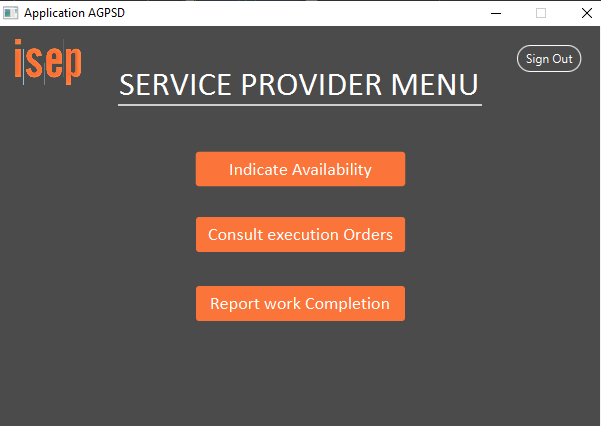 Application AGPSD
isep
Sign Out
SERVICE PROVIDER MENU
Indicate Availability
Consult execution Orders
Report work Completion